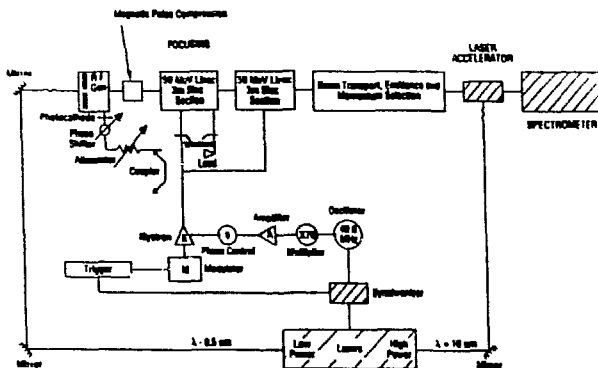 Magnetic Pulse Compression
FOCUSING
LASER
ACCELERATOR
Mirror
RF
Gun
50 MeV Linac
3m Slac
Section
50 MeV Linac
3m Slac
Section
Beam Transport, Emittance and
Momentum Selection
SPECTROMETER
Photocathode
Phase
Shifter
Attenuator
Coupler
Load
Klystron
K
Phase Control
Amplifier
A
Multiplier
Oscillator
MHz
Trigger
M
Modulator
Synchronizer
Low
Power
Lasers
High
Power
Mirror
Mirror